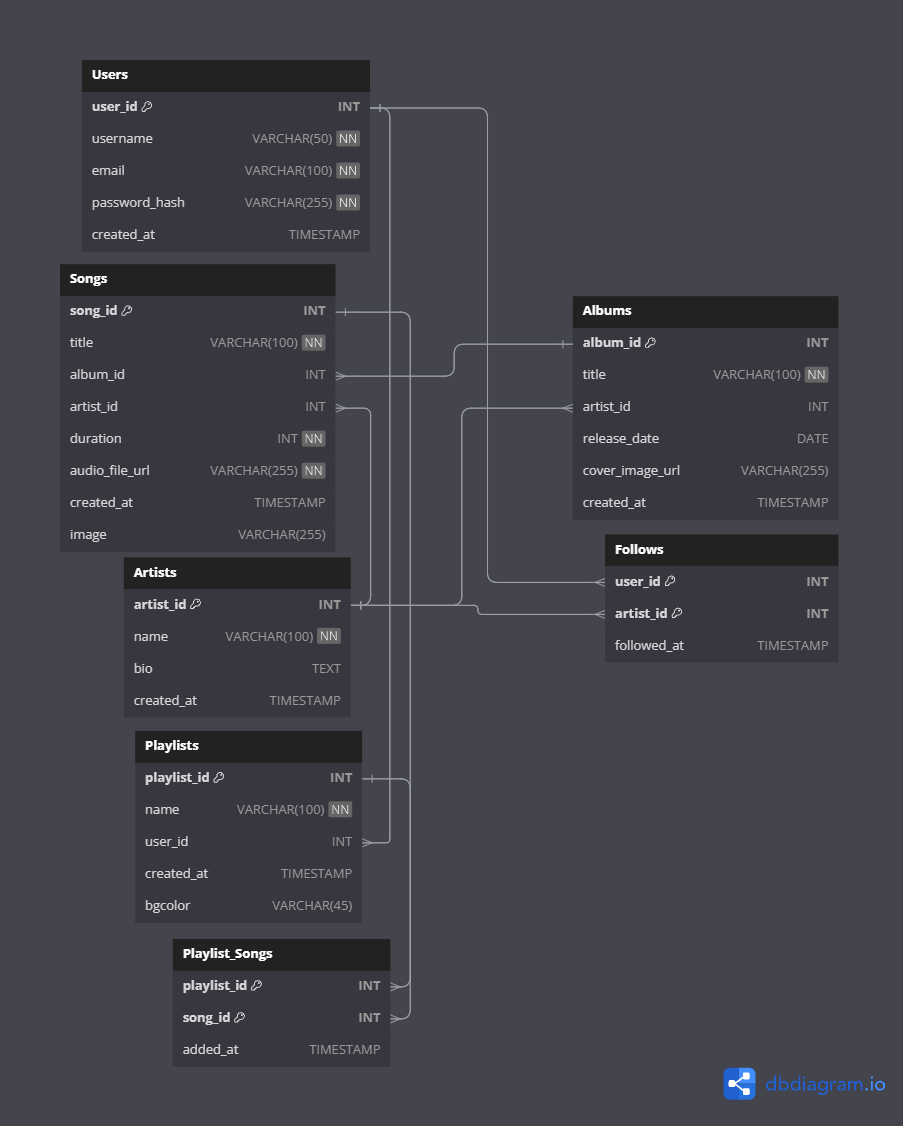 Users
user_id INT
username VARCHAR(50) NN
email VARCHAR(100) NN
password_hash VARCHAR(255) NN
created_at TIMESTAMP
Songs
song_id INT
title VARCHAR(100) NN
album_id INT
artist_id INT
duration INT NN
audio_file_url VARCHAR(255) NN
created_at TIMESTAMP
image VARCHAR(255)
Albums
album_id INT
title VARCHAR(100) NN
artist_id INT
release_date DATE
cover_image_url VARCHAR(255)
created_at TIMESTAMP
Follows
user_id INT
artist_id INT
followed_at TIMESTAMP
Artists
artist_id INT
name VARCHAR(100) NN
bio TEXT
created_at TIMESTAMP
Playlists
playlist_id INT
name VARCHAR(100) NN
user_id INT
created_at TIMESTAMP
bgcolor VARCHAR(45)
Playlist_Songs
playlist_id INT
song_id INT
added_at TIMESTAMP
dbdiagram.io